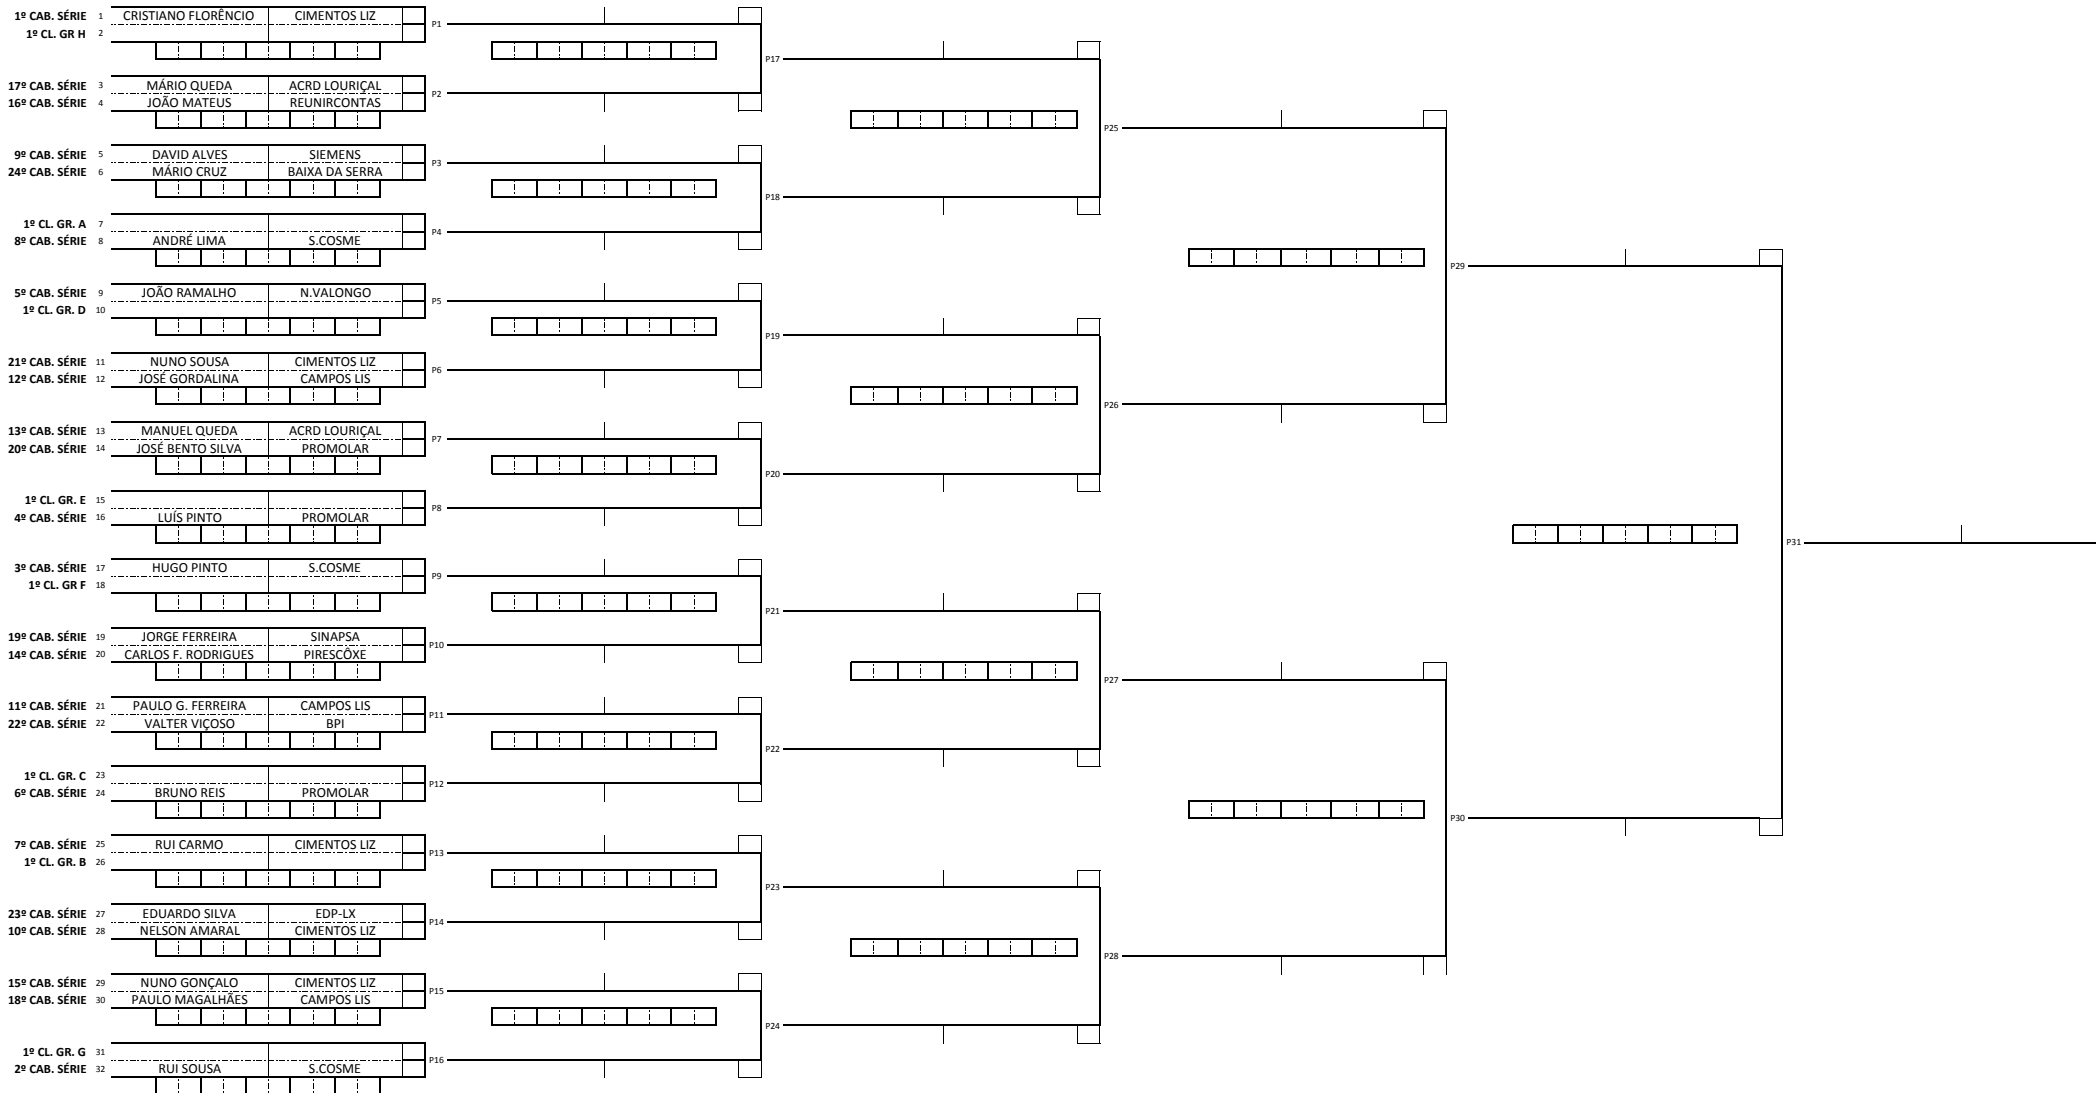 1º CAB. SÉRIE 1 CRISTIANO FLORÊNCIO CIMENTOS LIZ
P1
1º CL. GR H 2
P17
17º CAB. SÉRIE 3 MÁRIO QUEDA ACRD LOURIÇAL
P2
16º CAB. SÉRIE 4 JOÃO MATEUS REUNIRCONTAS
P25
9º CAB. SÉRIE 5 DAVID ALVES SIEMENS
P3
24º CAB. SÉRIE 6 MÁRIO CRUZ BAIXA DA SERRA
P18
1º CL. GR. A 7
P4
8º CAB. SÉRIE 8 ANDRÉ LIMA S.COSME
P29
5º CAB. SÉRIE 9 JOÃO RAMALHO N.VALONGO
P5
1º CL. GR. D 10
P19
21º CAB. SÉRIE 11 NUNO SOUSA CIMENTOS LIZ
P6
12º CAB. SÉRIE 12 JOSÉ GORDALINA CAMPOS LIS
P26
13º CAB. SÉRIE 13 MANUEL QUEDA ACRD LOURIÇAL
P7
20º CAB. SÉRIE 14 JOSÉ BENTO SILVA PROMOLAR
P20
1º CL. GR. E 15
P8
4º CAB. SÉRIE 16 LUÍS PINTO PROMOLAR
P31
3º CAB. SÉRIE 17 HUGO PINTO S.COSME
P9
1º CL. GR F 18
P21
19º CAB. SÉRIE 19 JORGE FERREIRA SINAPSA
P10
14º CAB. SÉRIE 20 CARLOS F. RODRIGUES PIRESCÔXE
P27
11º CAB. SÉRIE 21 PAULO G. FERREIRA CAMPOS LIS
P11
22º CAB. SÉRIE 22 VALTER VIÇOSO BPI
P22
1º CL. GR. C 23
P12
6º CAB. SÉRIE 24 BRUNO REIS PROMOLAR
P30
7º CAB. SÉRIE 25 RUI CARMO CIMENTOS LIZ
P13
1º CL. GR. B 26
P23
23º CAB. SÉRIE 27 EDUARDO SILVA EDP-LX
P14
10º CAB. SÉRIE 28 NELSON AMARAL CIMENTOS LIZ
P28
15º CAB. SÉRIE 29 NUNO GONÇALO CIMENTOS LIZ
P15
18º CAB. SÉRIE 30 PAULO MAGALHÃES CAMPOS LIS
P24
1º CL. GR. G 31
P16
2º CAB. SÉRIE 32 RUI SOUSA S.COSME